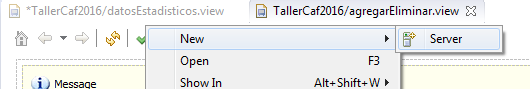 *TallerCaf2016/datosEstadisticos.view TallerCaf2016/agregarEliminar.view
New Server
Open F3
Show In Alt+Shift+W
Message